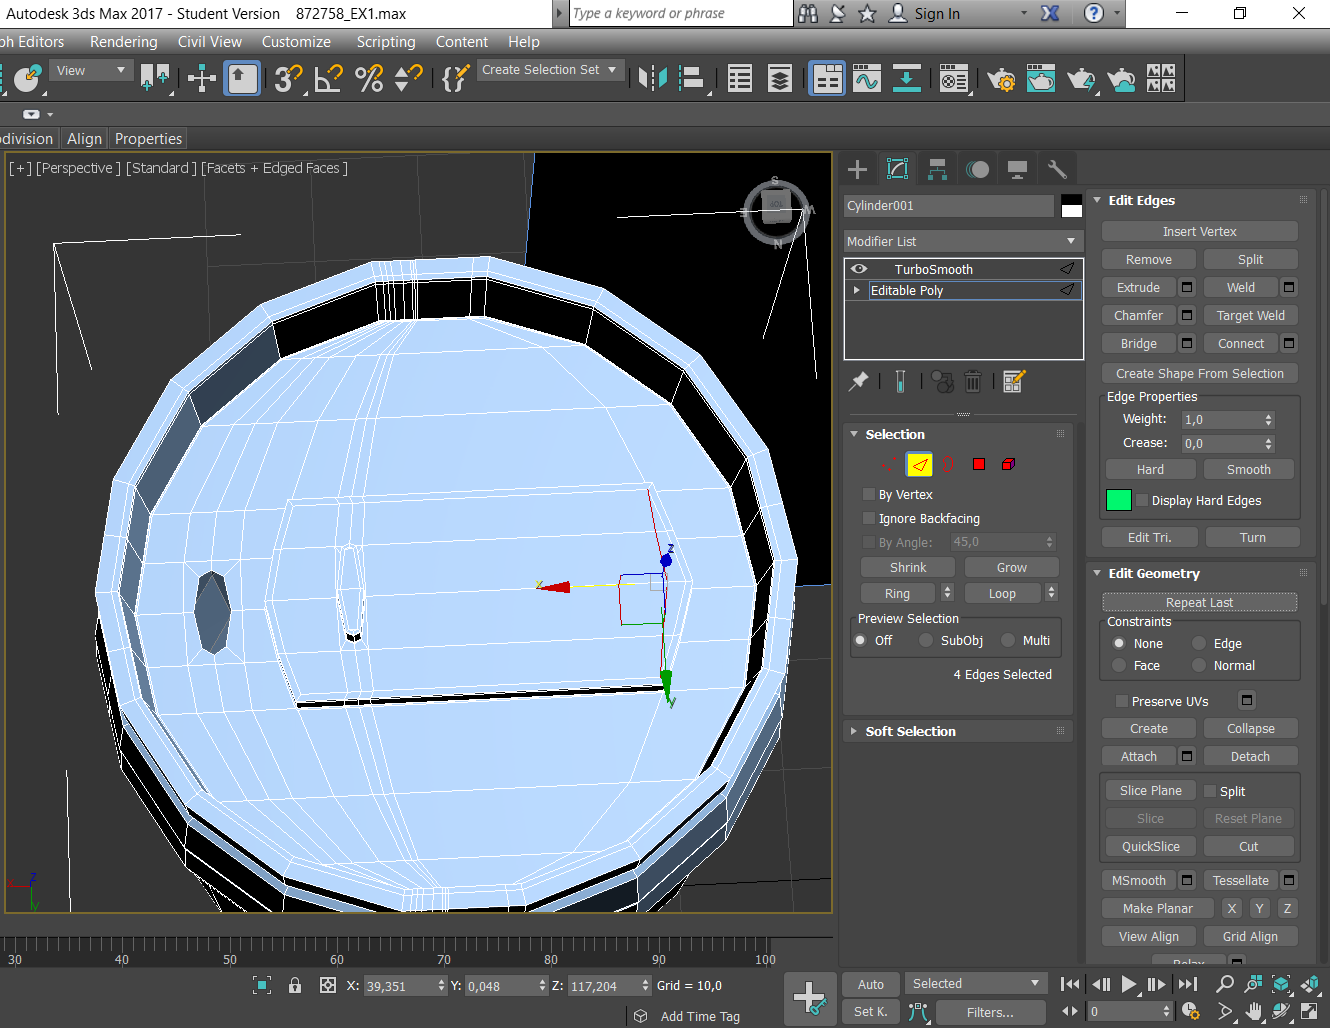 Autodesk 3ds Max 2017 - Student Version    872758_EX1.max
Type a keyword or phrase
Sign In
ph Editors Rendering Civil View Customize Scripting Content Help
View
Create Selection Set
division Align Properties
[+] [Perspective ] [Standard ] [Facets + Edged Faces ]
S
E
W
N
TOP
x
z
y
x
z
y
Cylinder001
Modifier List
TurboSmooth
Editable Poly
Selection
By Vertex
Ignore Backfacing
By Angle: 45,0
Shrink Grow
Ring Loop
Preview Selection
Off SubObj Multi
4 Edges Selected
Soft Selection
Edit Edges
Insert Vertex
Remove Split
Extrude Weld
Chamfer Target Weld
Bridge Connect
Create Shape From Selection
Edge Properties
Weight: 1,0
Crease: 0,0
Hard Smooth
Display Hard Edges
Edit Tri. Turn
Edit Geometry
Repeat Last
Constraints
None Edge
Face Normal
Preserve UVs
Create Collapse
Attach Detach
Slice Plane Split
Slice Reset Plane
QuickSlice Cut
MSmooth Tessellate
Make Planar X Y Z
View Align Grid Align
Relax
30 40 50 60 70 80 90 100
X: 39,351 Y: 0,048 Z: 117,204 Grid = 10,0
Add Time Tag
Auto Selected
Set K. Filters...
0